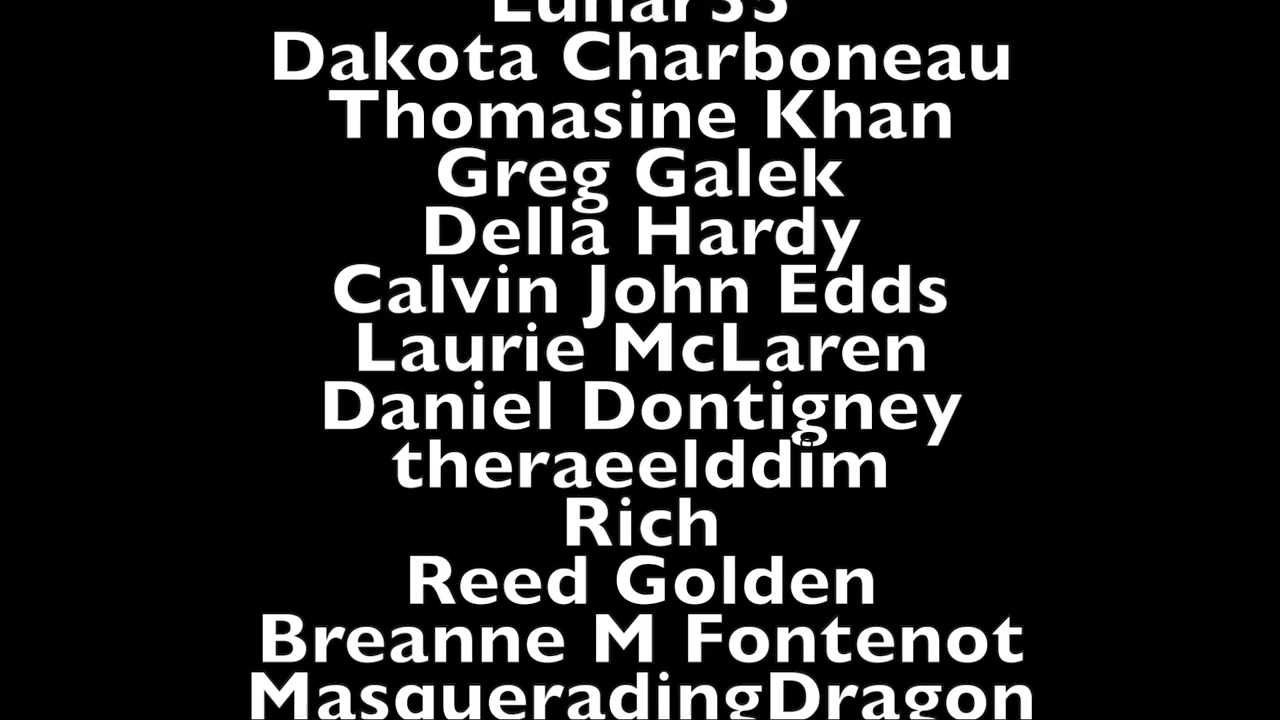 Dakota Charboneau
Thomasine Khan
Greg Galek
Della Hardy
Calvin John Edds
Laurie McLaren
Daniel Dontigney
theraeelddim
Rich
Reed Golden
Breanne M Fontenot
MasqueradingDragon